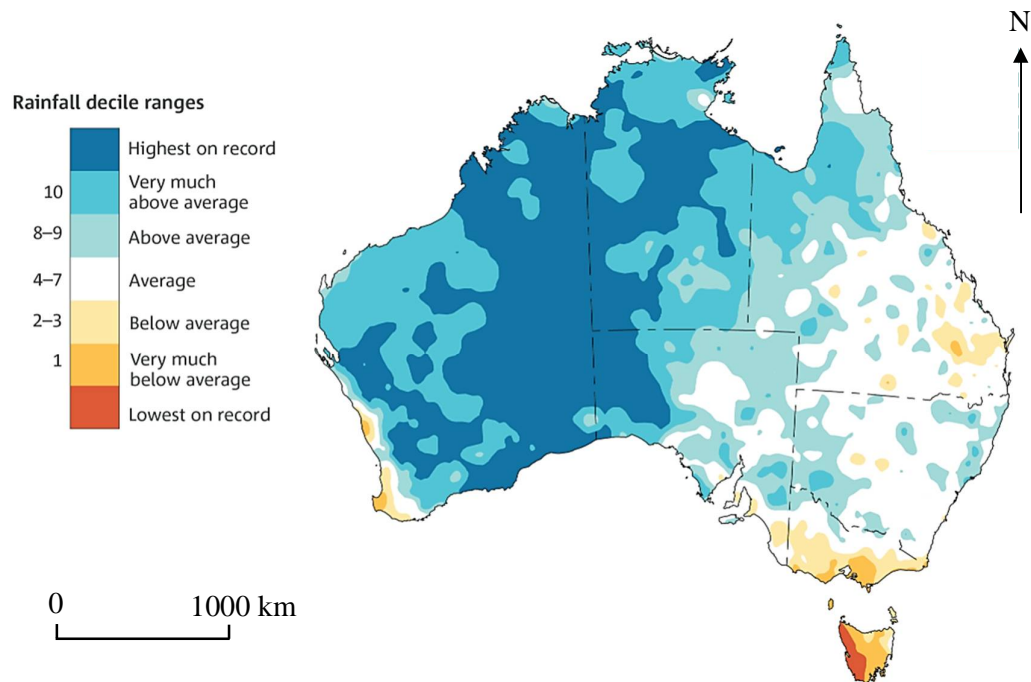 N
Rainfall decile ranges
Highest on record
10
Very much
above average
8–9
Above average
4–7
Average
2–3
Below average
1
Very much
below average
Lowest on record
0
1000 km